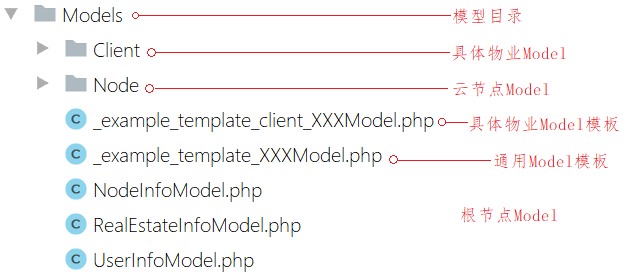 Models 模型目录
Client 具体物业Model
Node 云节点Model
_example_template_client_XXXModel.php 具体物业Model模板
_example_template_XXXModel.php 通用Model模板
NodeInfoModel.php
RealEstateInfoModel.php 根节点Model
UserInfoModel.php